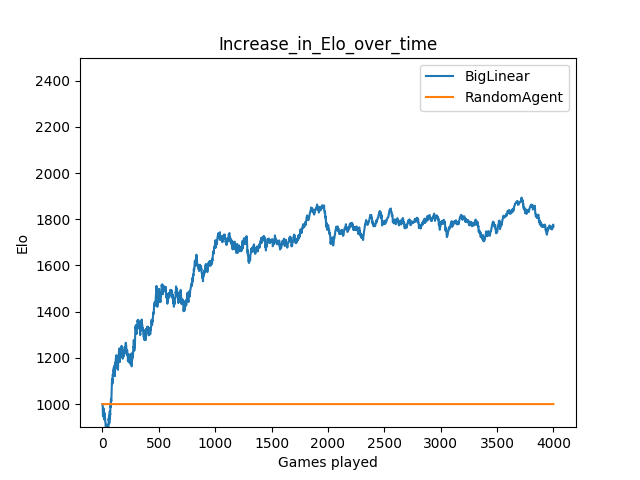 Increase_in_Elo_over_time
BigLinear
RandomAgent
2400
2200
2000
1800
1600
1400
1200
1000
Elo
0 500 1000 1500 2000 2500 3000 3500 4000
Games played